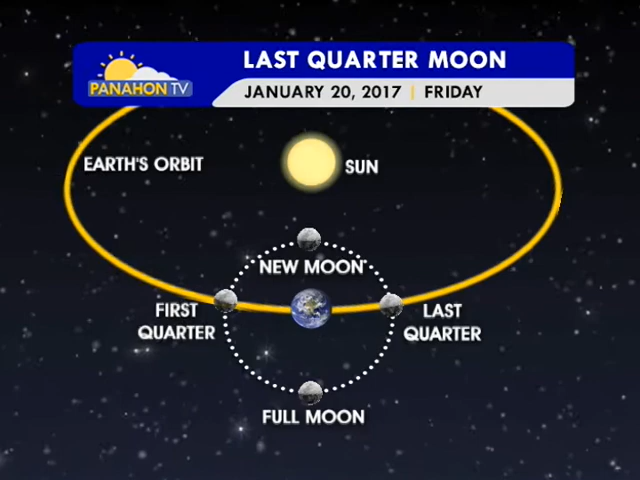 LAST QUARTER MOON
PANAHON TV
JANUARY 20, 2017 | FRIDAY
EARTH'S ORBIT
SUN
NEW MOON
FIRST
QUARTER
LAST
QUARTER
FULL MOON